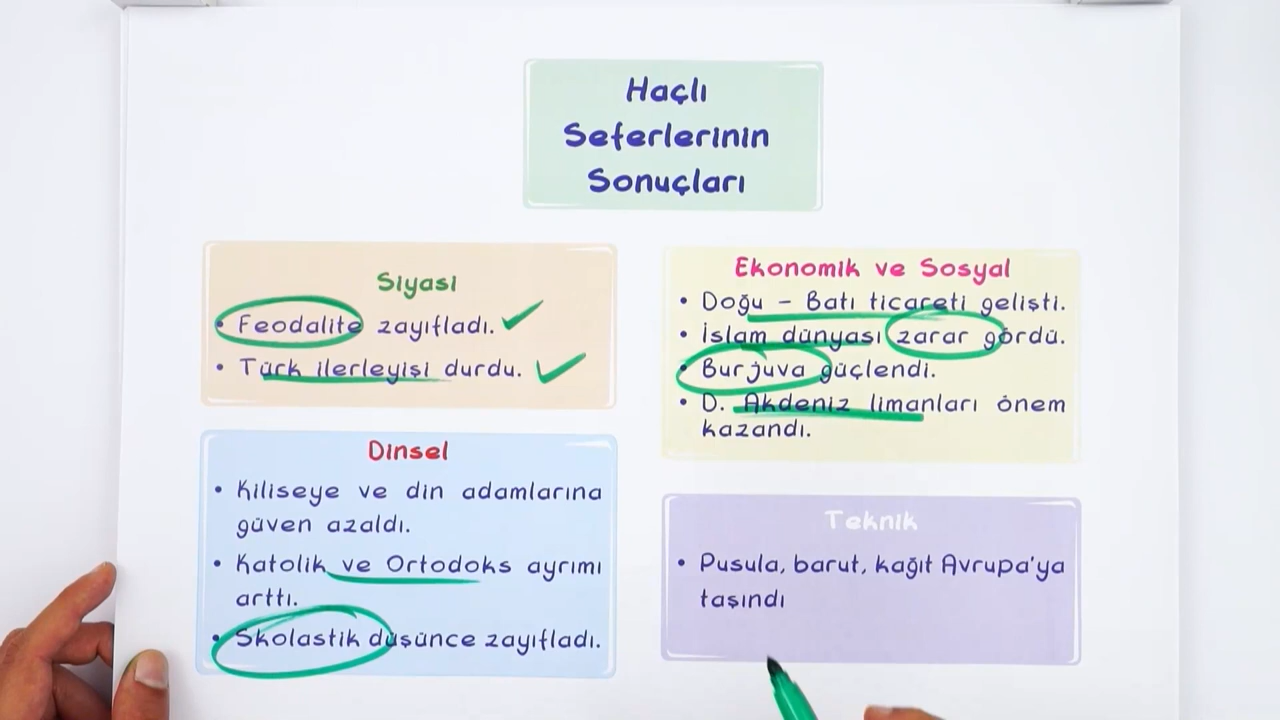 Haçlı
Seferlerinin
Sonuçları
Siyasi
• Feodalite zayıfladı.
• Türk ilerleyişi durdu.
Dinsel
• Kiliseye ve din adamlarına
güven azaldı.
• Katolik ve Ortodoks ayrımı
arttı.
• Skolastik düşünce zayıfladı.
Ekonomik ve Sosyal
• Doğu - Batı ticareti gelişti.
• İslam dünyası zarar gördü.
• Burjuva güçlendi.
• D. Akdeniz limanları önem
kazandı.
Teknik
• Pusula, barut, kağıt Avrupa'ya
taşındı